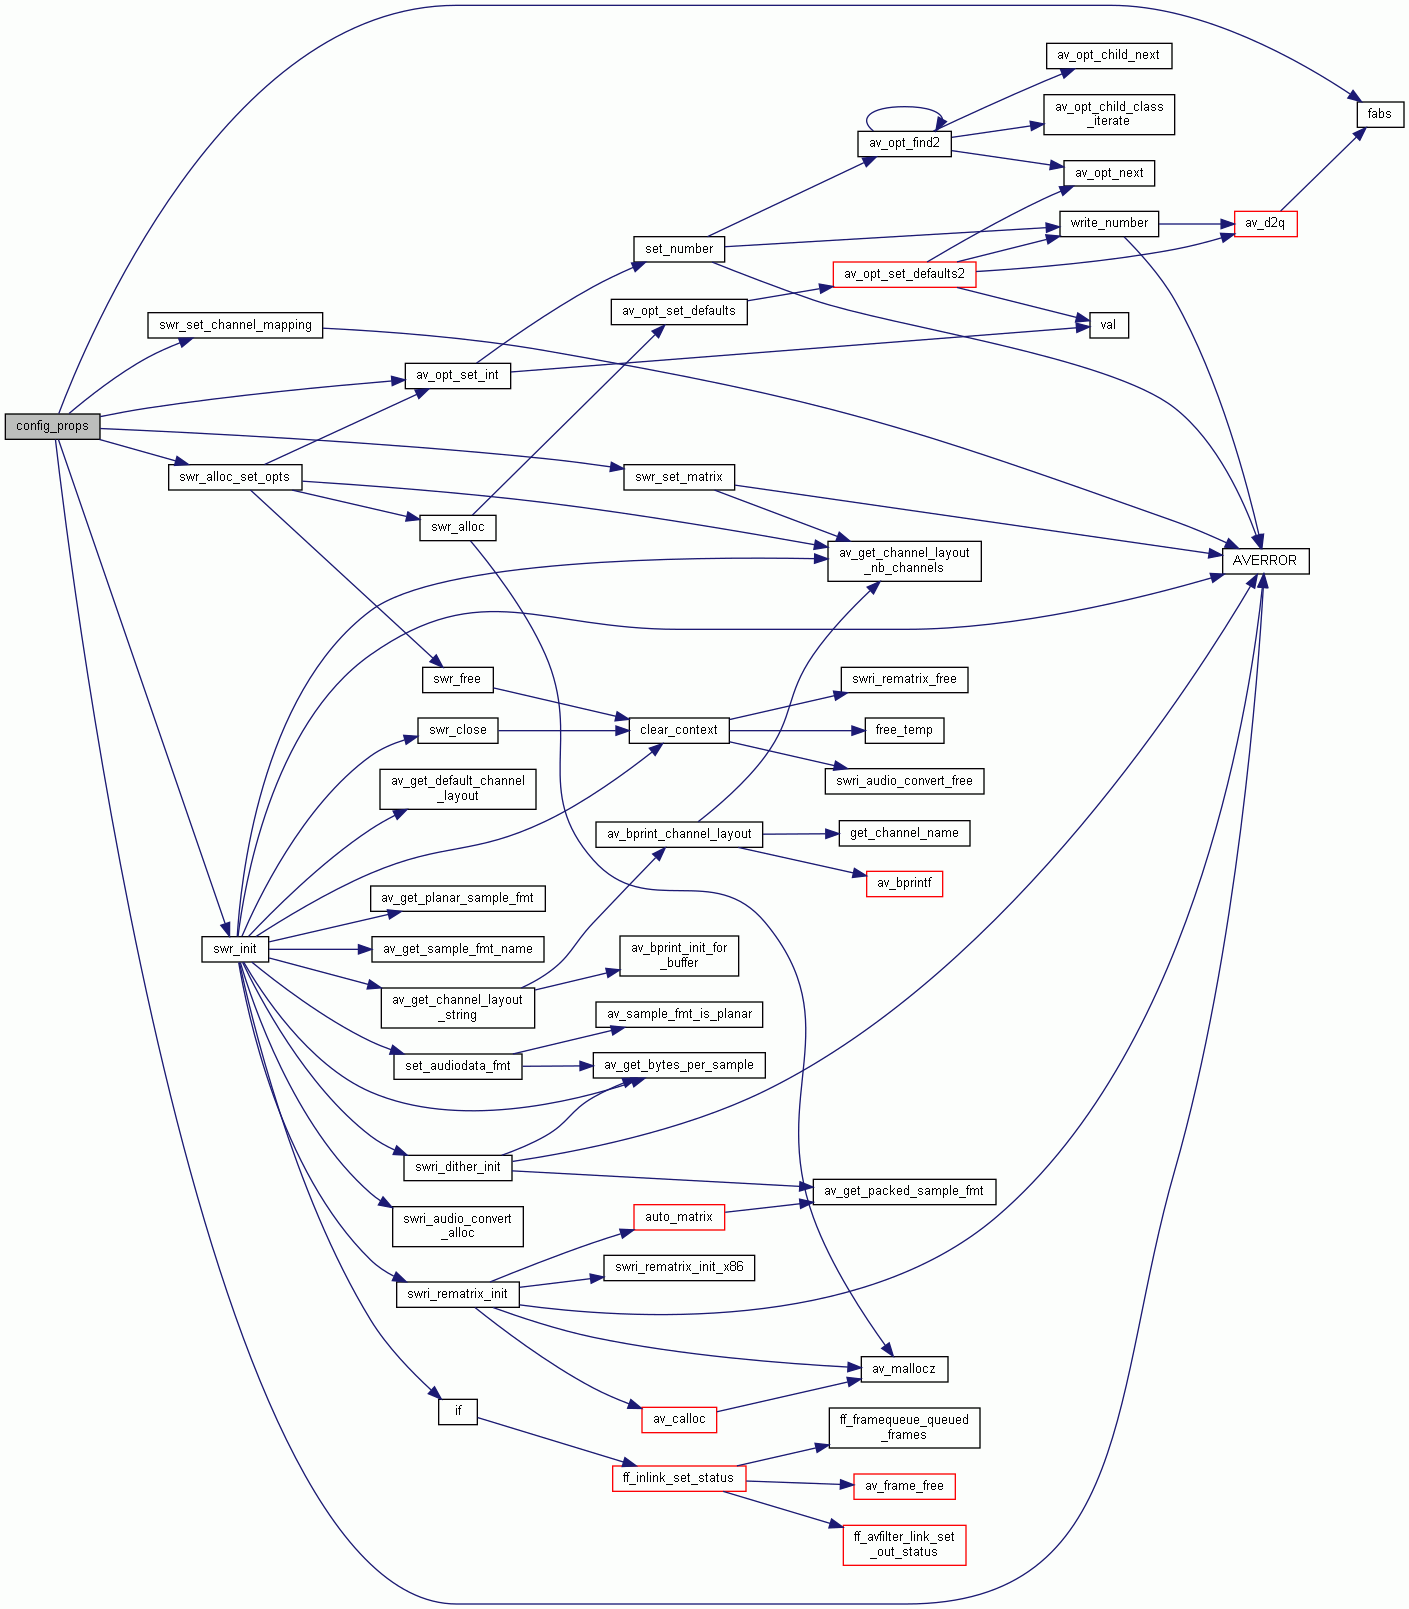 av_opt_child_next
av_opt_child_class
_iterate
fabs
av_opt_find2
av_opt_next
write_number
av_d2q
set_number
av_opt_set_defaults2
av_opt_set_defaults
val
swr_set_channel_mapping
av_opt_set_int
config_props
swr_alloc_set_opts
swr_set_matrix
swr_alloc
av_get_channel_layout
_nb_channels
AVERROR
swr_free
swri_rematrix_free
swr_close
clear_context
free_temp
av_get_default_channel
_layout
swri_audio_convert_free
av_bprint_channel_layout
get_channel_name
av_bprintf
av_get_planar_sample_fmt
swr_init
av_get_sample_fmt_name
av_bprint_init_for
_buffer
av_get_channel_layout
_string
av_sample_fmt_is_planar
set_audiodata_fmt
av_get_bytes_per_sample
swri_dither_init
av_get_packed_sample_fmt
swri_audio_convert
_alloc
auto_matrix
swri_rematrix_init_x86
swri_rematrix_init
av_mallocz
if
av_calloc
ff_framequeue_queued
_frames
ff_inlink_set_status
av_frame_free
ff_avfilter_link_set
_out_status